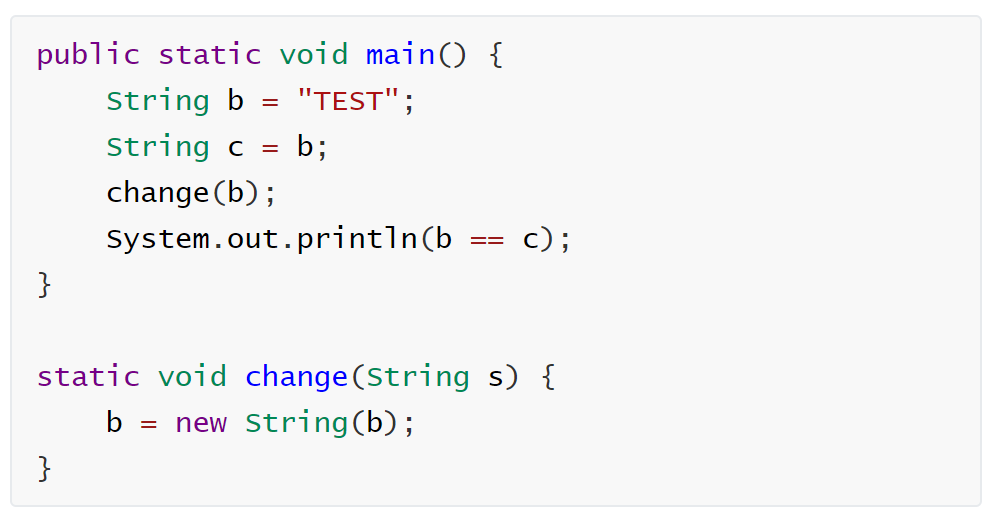 public static void main() {
    String b = "TEST";
    String c = b;
    change(b);
    System.out.println(b == c);
}

static void change(String s) {
    b = new String(b);
}